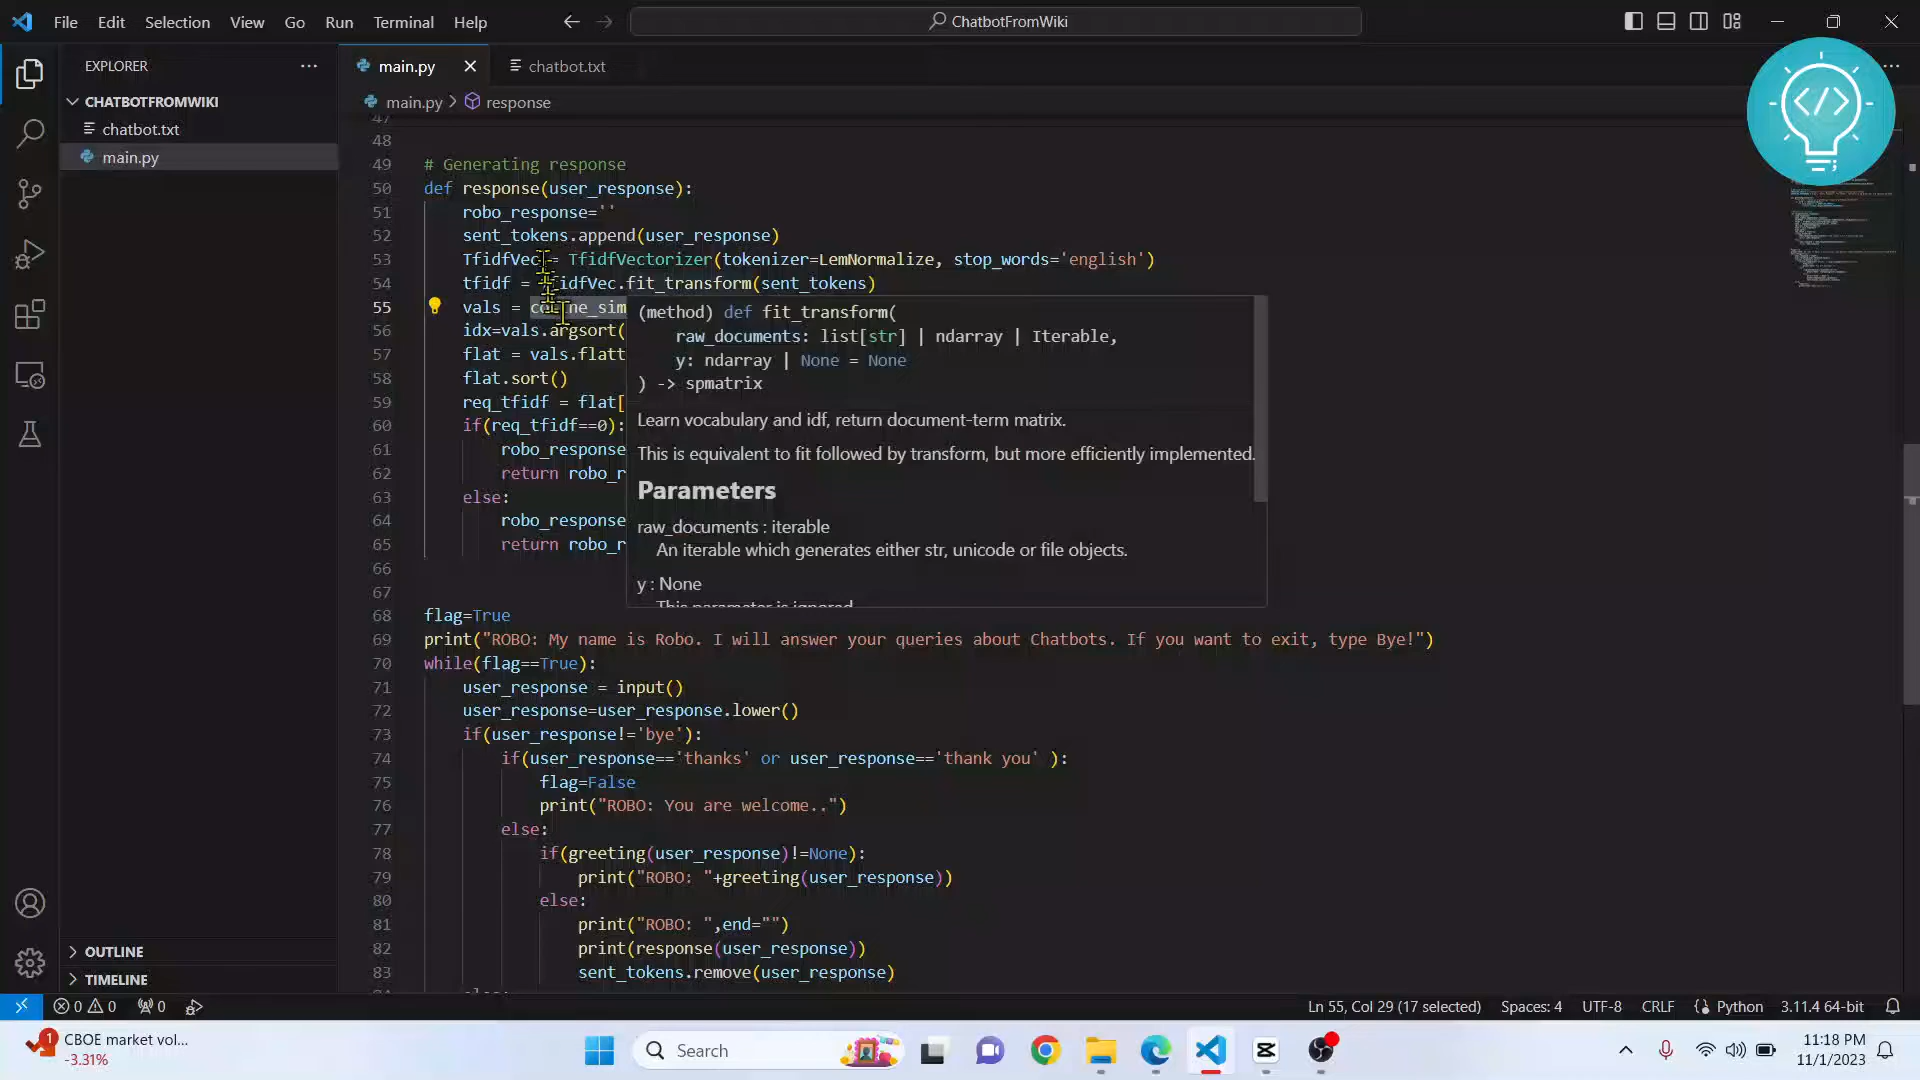 File Edit Selection View Go Run Terminal Help
ChatbotFromWiki
EXPLORER
CHATBOTFROMWIKI
chatbot.txt
main.py
main.py
chatbot.txt
main.py > response
47
48
49 # Generating response
50 def response(user_response):
51 robo_response=''
52 sent_tokens.append(user_response)
53 TfidfVec = TfidfVectorizer(tokenizer=LemNormalize, stop_words='english')
54 tfidf = TfidfVec.fit_transform(sent_tokens)
55 vals = cosine_sim
56 idx=vals.argsort(
57 flat = vals.flatt
58 flat.sort()
59 req_tfidf = flat[
60 if(req_tfidf==0):
61 robo_response
62 return robo_r
63 else:
64 robo_response
65 return robo_r
66
67
(method) def fit_transform(
raw_documents: list[str] | ndarray | Iterable,
y: ndarray | None = None
) -> spmatrix
Learn vocabulary and idf, return document-term matrix.
This is equivalent to fit followed by transform, but more efficiently implemented.
Parameters
raw_documents : iterable
An iterable which generates either str, unicode or file objects.
y : None
This parameter is ignored
68 flag=True
69 print("ROBO: My name is Robo. I will answer your queries about Chatbots. If you want to exit, type Bye!")
70 while(flag==True):
71 user_response = input()
72 user_response=user_response.lower()
73 if(user_response!='bye'):
74 if(user_response=='thanks' or user_response=='thank you' ):
75 flag=False
76 print("ROBO: You are welcome..")
77 else:
78 if(greeting(user_response)!=None):
79 print("ROBO: "+greeting(user_response))
80 else:
81 print("ROBO: ",end="")
82 print(response(user_response))
83 sent_tokens.remove(user_response)
84 else:
OUTLINE
TIMELINE
0 0 0
Ln 55, Col 29 (17 selected) Spaces: 4 UTF-8 CRLF Python 3.11.4 64-bit
1
CBOE market vol...
-3.31%
Search
11:18 PM
11/1/2023